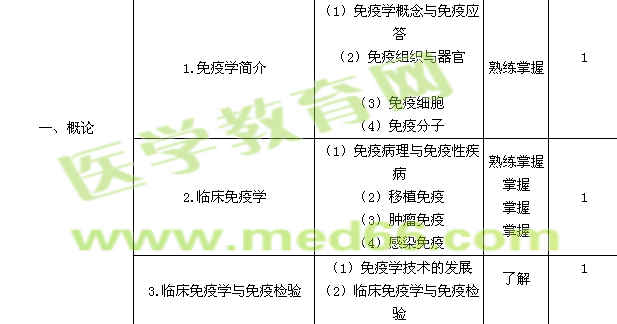 一、概论
1.免疫学简介
（1）免疫学概念与免疫应
答
（2）免疫组织与器官
（3）免疫细胞
（4）免疫分子
熟练掌握
1
2.临床免疫学
（1）免疫病理与免疫性疾
病
（2）移植免疫
（3）肿瘤免疫
（4）感染免疫
熟练掌握
掌握
掌握
掌握
1
3.临床免疫学与免疫检验
（1）免疫学技术的发展
（2）临床免疫学与免疫检
验
了解
1
医学教育网
www.med66.com